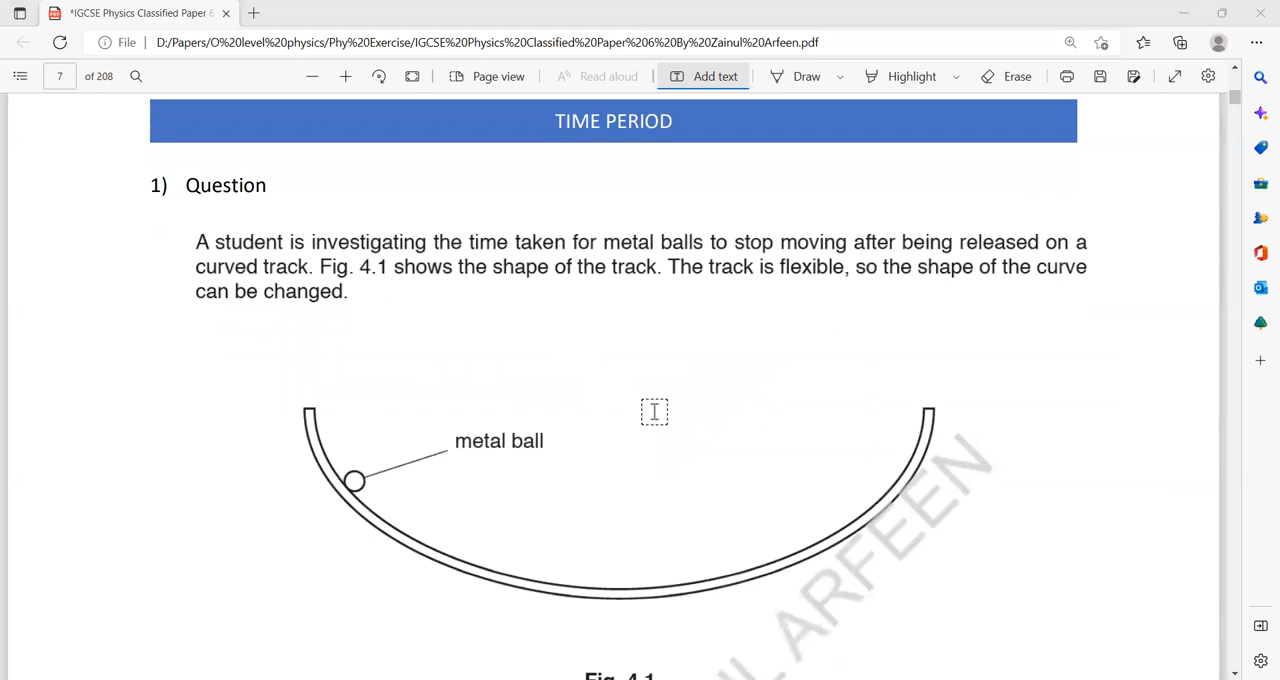 *IGCSE Physics Classified Paper 6
File
D:/Papers/O%20level%20physics/Phy%20Exercise/IGCSE%20Physics%20Classified%20Paper%206%20By%20Zainul%20Arfeen.pdf
7 of 208
Page view
Read aloud
Add text
Draw
Highlight
Erase
TIME PERIOD
1) Question
A student is investigating the time taken for metal balls to stop moving after being released on a
curved track. Fig. 4.1 shows the shape of the track. The track is flexible, so the shape of the curve
can be changed.
metal ball
ARFEEN
Fig. 4.1